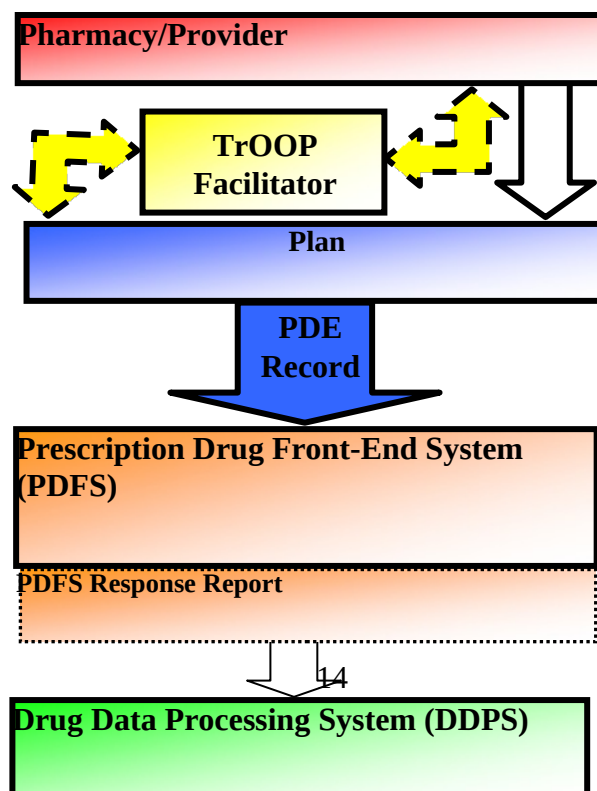 Pharmacy/Provider
TrOOP
Facilitator
Plan
PDE
Record
Prescription Drug Front-End System
(PDFS)
PDFS Response Report
14
Drug Data Processing System (DDPS)